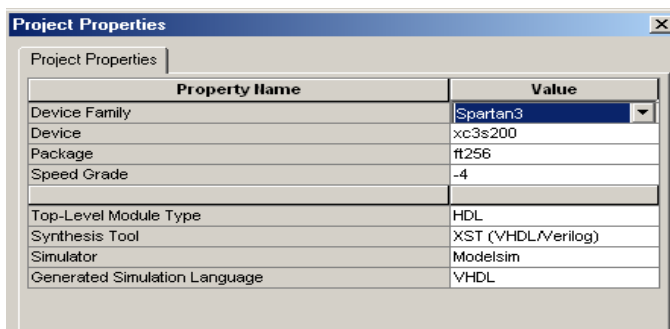 Project Properties
Project Properties
Property Name Value
Device Family Spartan3
Device xc3s200
Package ft256
Speed Grade -4
Top-Level Module Type HDL
Synthesis Tool XST (VHDL/Verilog)
Simulator Modelsim
Generated Simulation Language VHDL